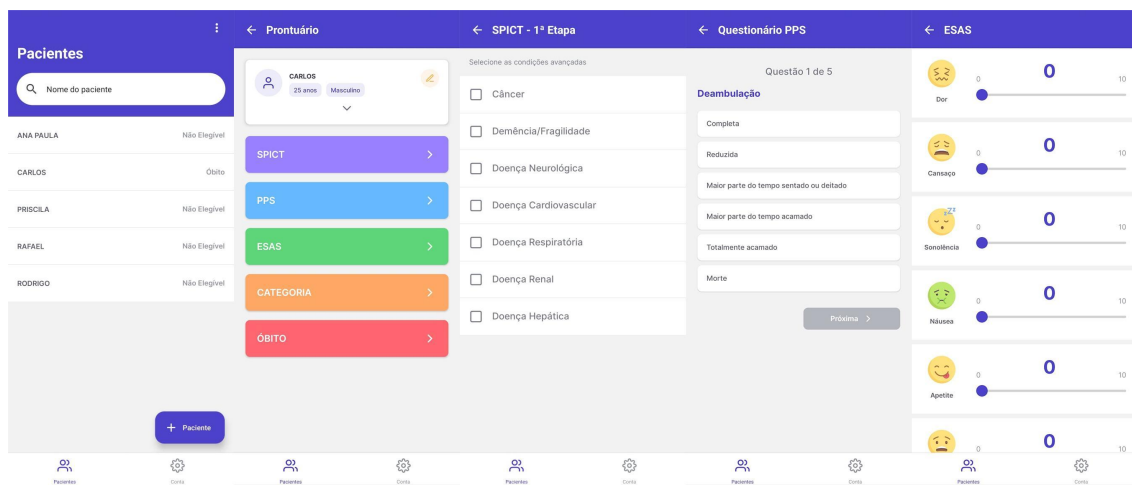 Pacientes
Nome do paciente
ANA PAULA Não Elegível
CARLOS Óbito
PRISCILA Não Elegível
RAFAEL Não Elegível
RODRIGO Não Elegível
+ Paciente
Pacientes Conta
← Prontuário
CARLOS
25 anos Masculino
SPICT
PPS
ESAS
CATEGORIA
ÓBITO
Pacientes Conta
← SPICT - 1ª Etapa
Selecione as condições avançadas
Câncer
Demência/Fragilidade
Doença Neurológica
Doença Cardiovascular
Doença Respiratória
Doença Renal
Doença Hepática
Pacientes Conta
← Questionário PPS
Questão 1 de 5
Deambulação
Completa
Reduzida
Maior parte do tempo sentado ou deitado
Maior parte do tempo acamado
Totalmente acamado
Morte
Próxima >
Pacientes Conta
← ESAS
0 0 10
Dor
0 0 10
Cansaço
0 0 10
Sonolência
0 0 10
Náusea
0 0 10
Apetite
0 0 10
Pacientes Conta